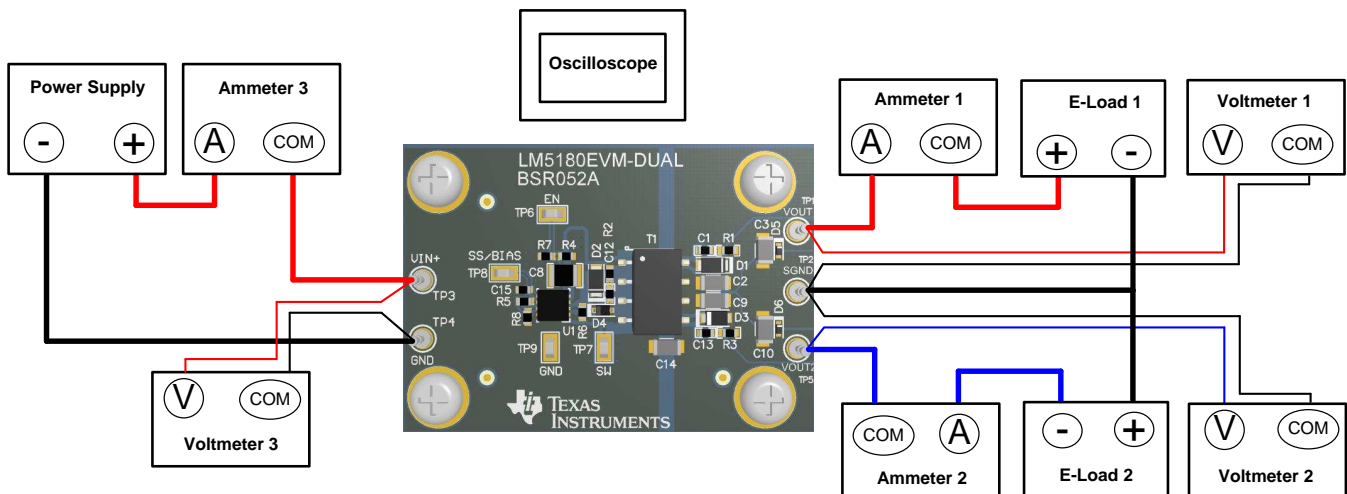 Oscilloscope
Power Supply
- +
Ammeter 3
A COM
Ammeter 1
A COM
E-Load 1
+ -
Voltmeter 1
V COM
LM5180EVM-DUAL
BSR052A
EN
TP6
R2
T1
P
C1 R1
C3
D5
TP1
VOUT
R7 R4
D2
C12
D1
TP2
SGND
VIN+
SS/BIAS
TP8
C8
C2
C15
R5
TP3
C9
R8
U1
R6
D4
D3
D6
TP4
GND
TP9
GND
TP7
SW
C14
C13 R3
C10
VOUT2
TP5
TEXAS
INSTRUMENTS
V COM
Voltmeter 3
COM A
Ammeter 2
- +
E-Load 2
V COM
Voltmeter 2